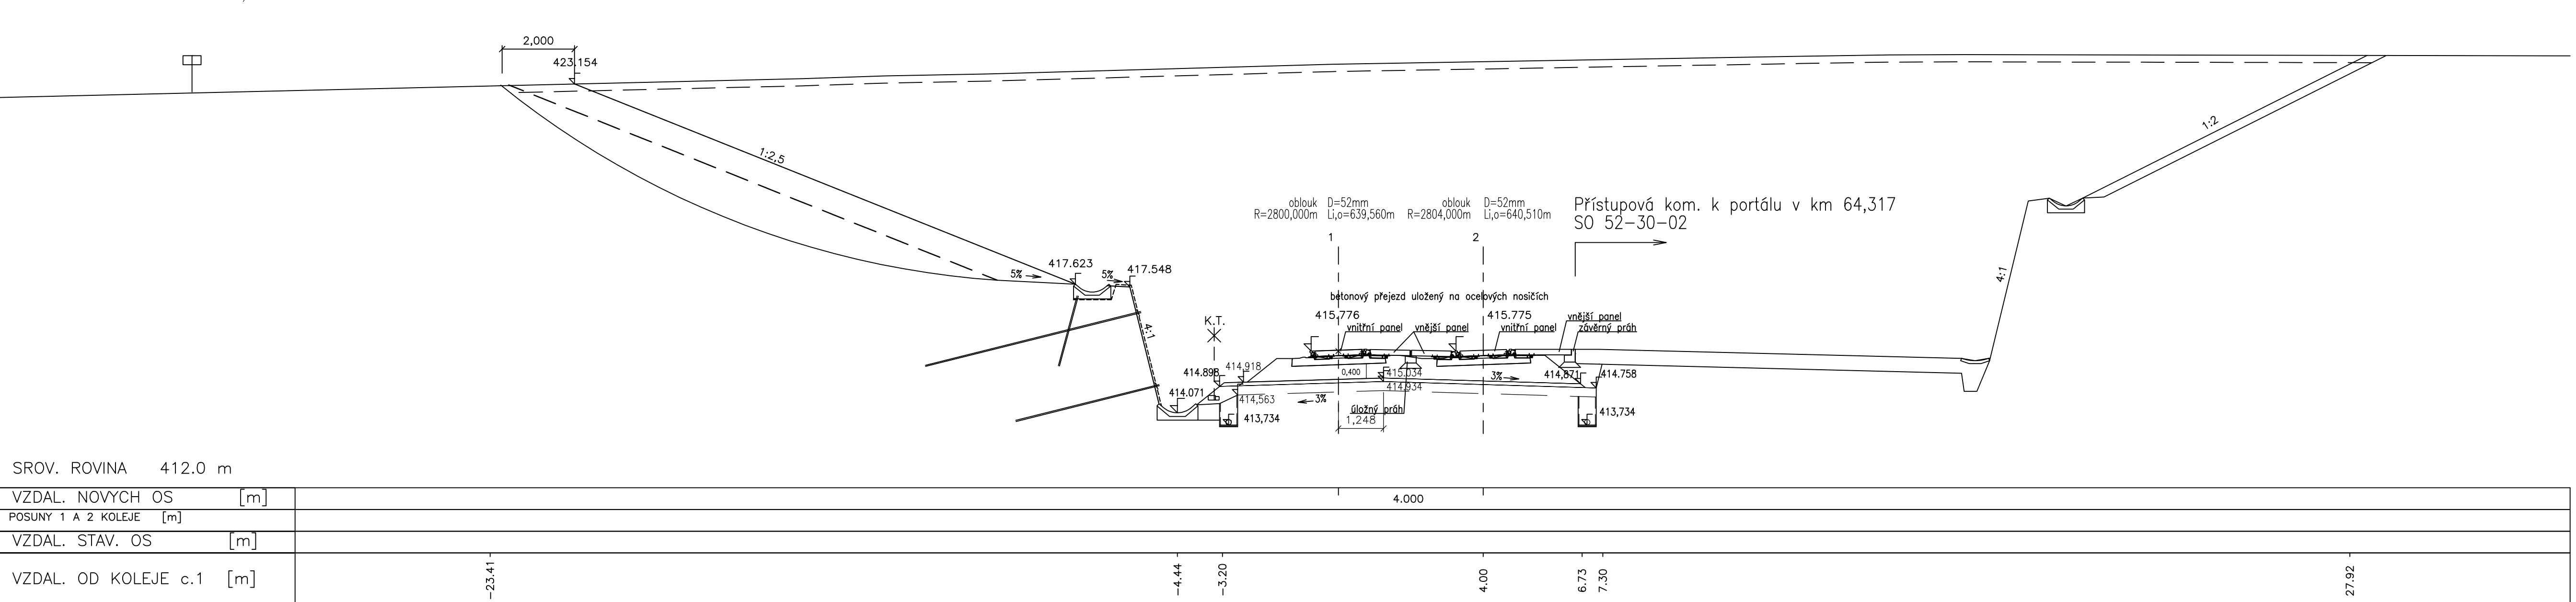 2,000
423.154
1:2,5
1:2
4:1
oblouk D=52mm
R=2800,000m Li,o=639,560m
oblouk D=52mm
R=2804,000m Li,o=640,510m
Přístupová kom. k portálu v km 64,317
SO 52-30-02
1
2
417.623
417.548
5%
5%
4:1
betonový přejezd uložený na ocelových nosičích
K.T.
415.776
415.775
vnitřní panel
vnější panel
vnitřní panel
vnější panel
závěrný práh
414.898
414,918
0,400
415.034
414,934
3%
414,871
414.758
414.071
414,563
3%
413,734
úložný práh
1,248
413,734
SROV. ROVINA 412.0 m
VZDAL. NOVYCH OS [m]
4.000
POSUNY 1 A 2 KOLEJE [m]
VZDAL. STAV. OS [m]
VZDAL. OD KOLEJE c.1 [m]
-23.41
-4.44
-3.20
4.00
6.73
7.30
27.92